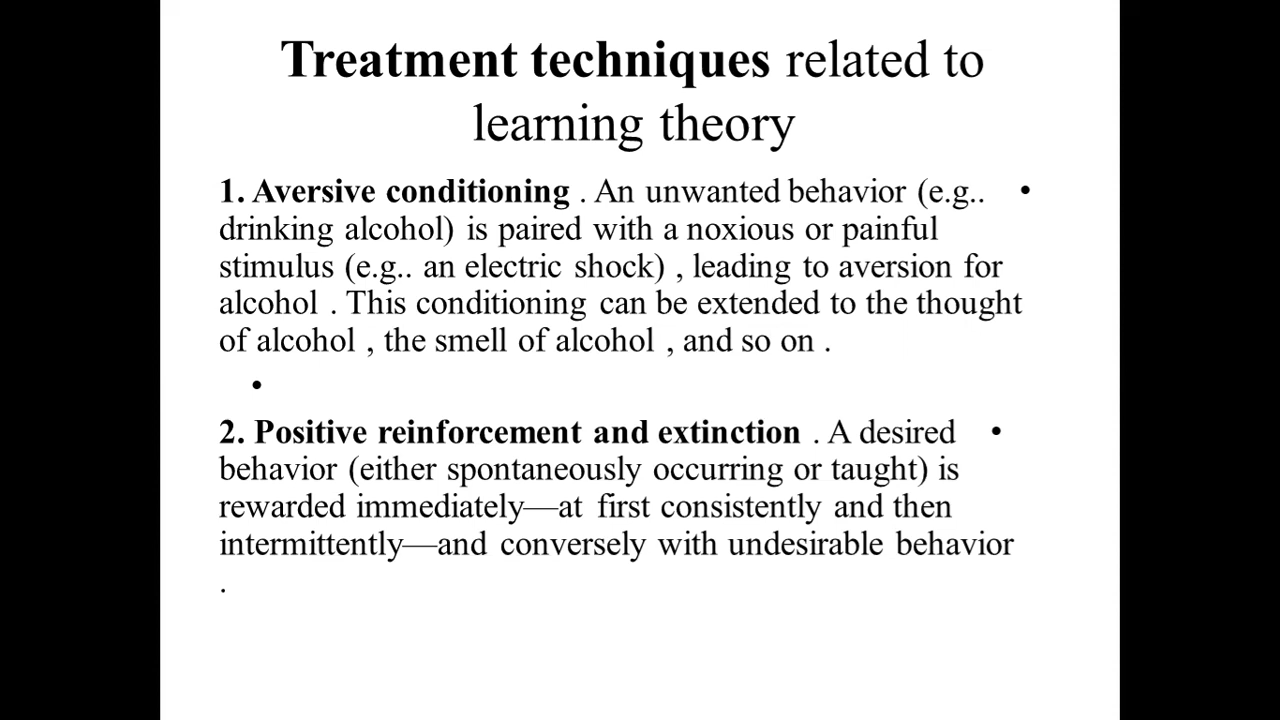 Treatment techniques related to
learning theory
1. Aversive conditioning . An unwanted behavior (e.g.. •
drinking alcohol) is paired with a noxious or painful
stimulus (e.g.. an electric shock) , leading to aversion for
alcohol . This conditioning can be extended to the thought
of alcohol , the smell of alcohol , and so on .
•
2. Positive reinforcement and extinction . A desired •
behavior (either spontaneously occurring or taught) is
rewarded immediately—at first consistently and then
intermittently—and conversely with undesirable behavior
.